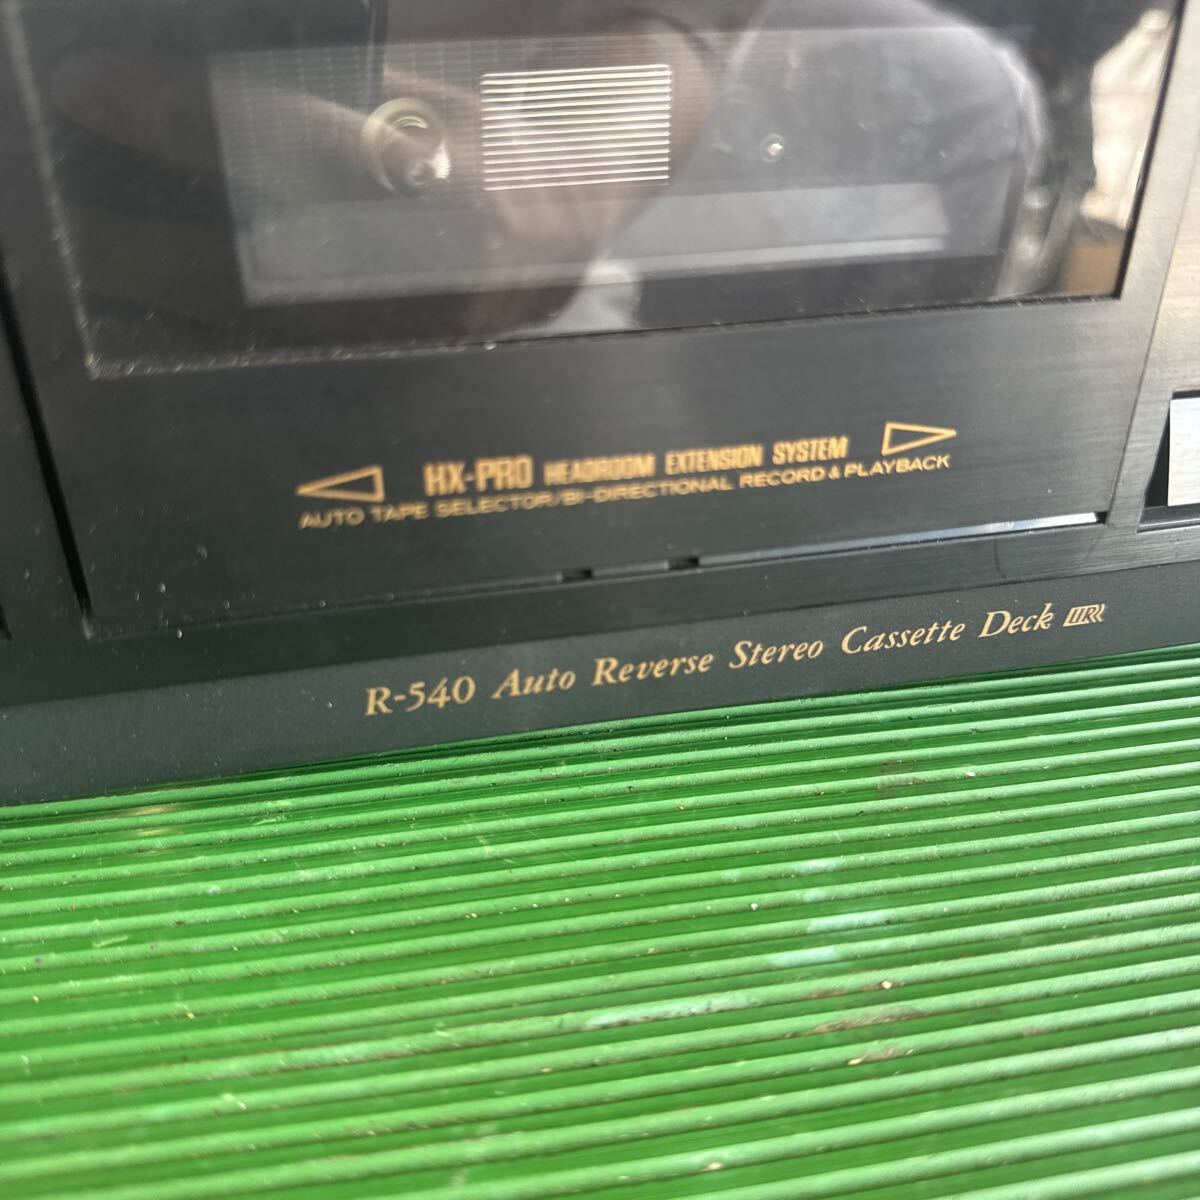 HX-PRO HEADROOM EXTENSION SYSTEM
AUTO TAPE SELECTOR/BI-DIRECTIONAL RECORD & PLAYBACK
R-540 Auto Reverse Stereo Cassette Deck